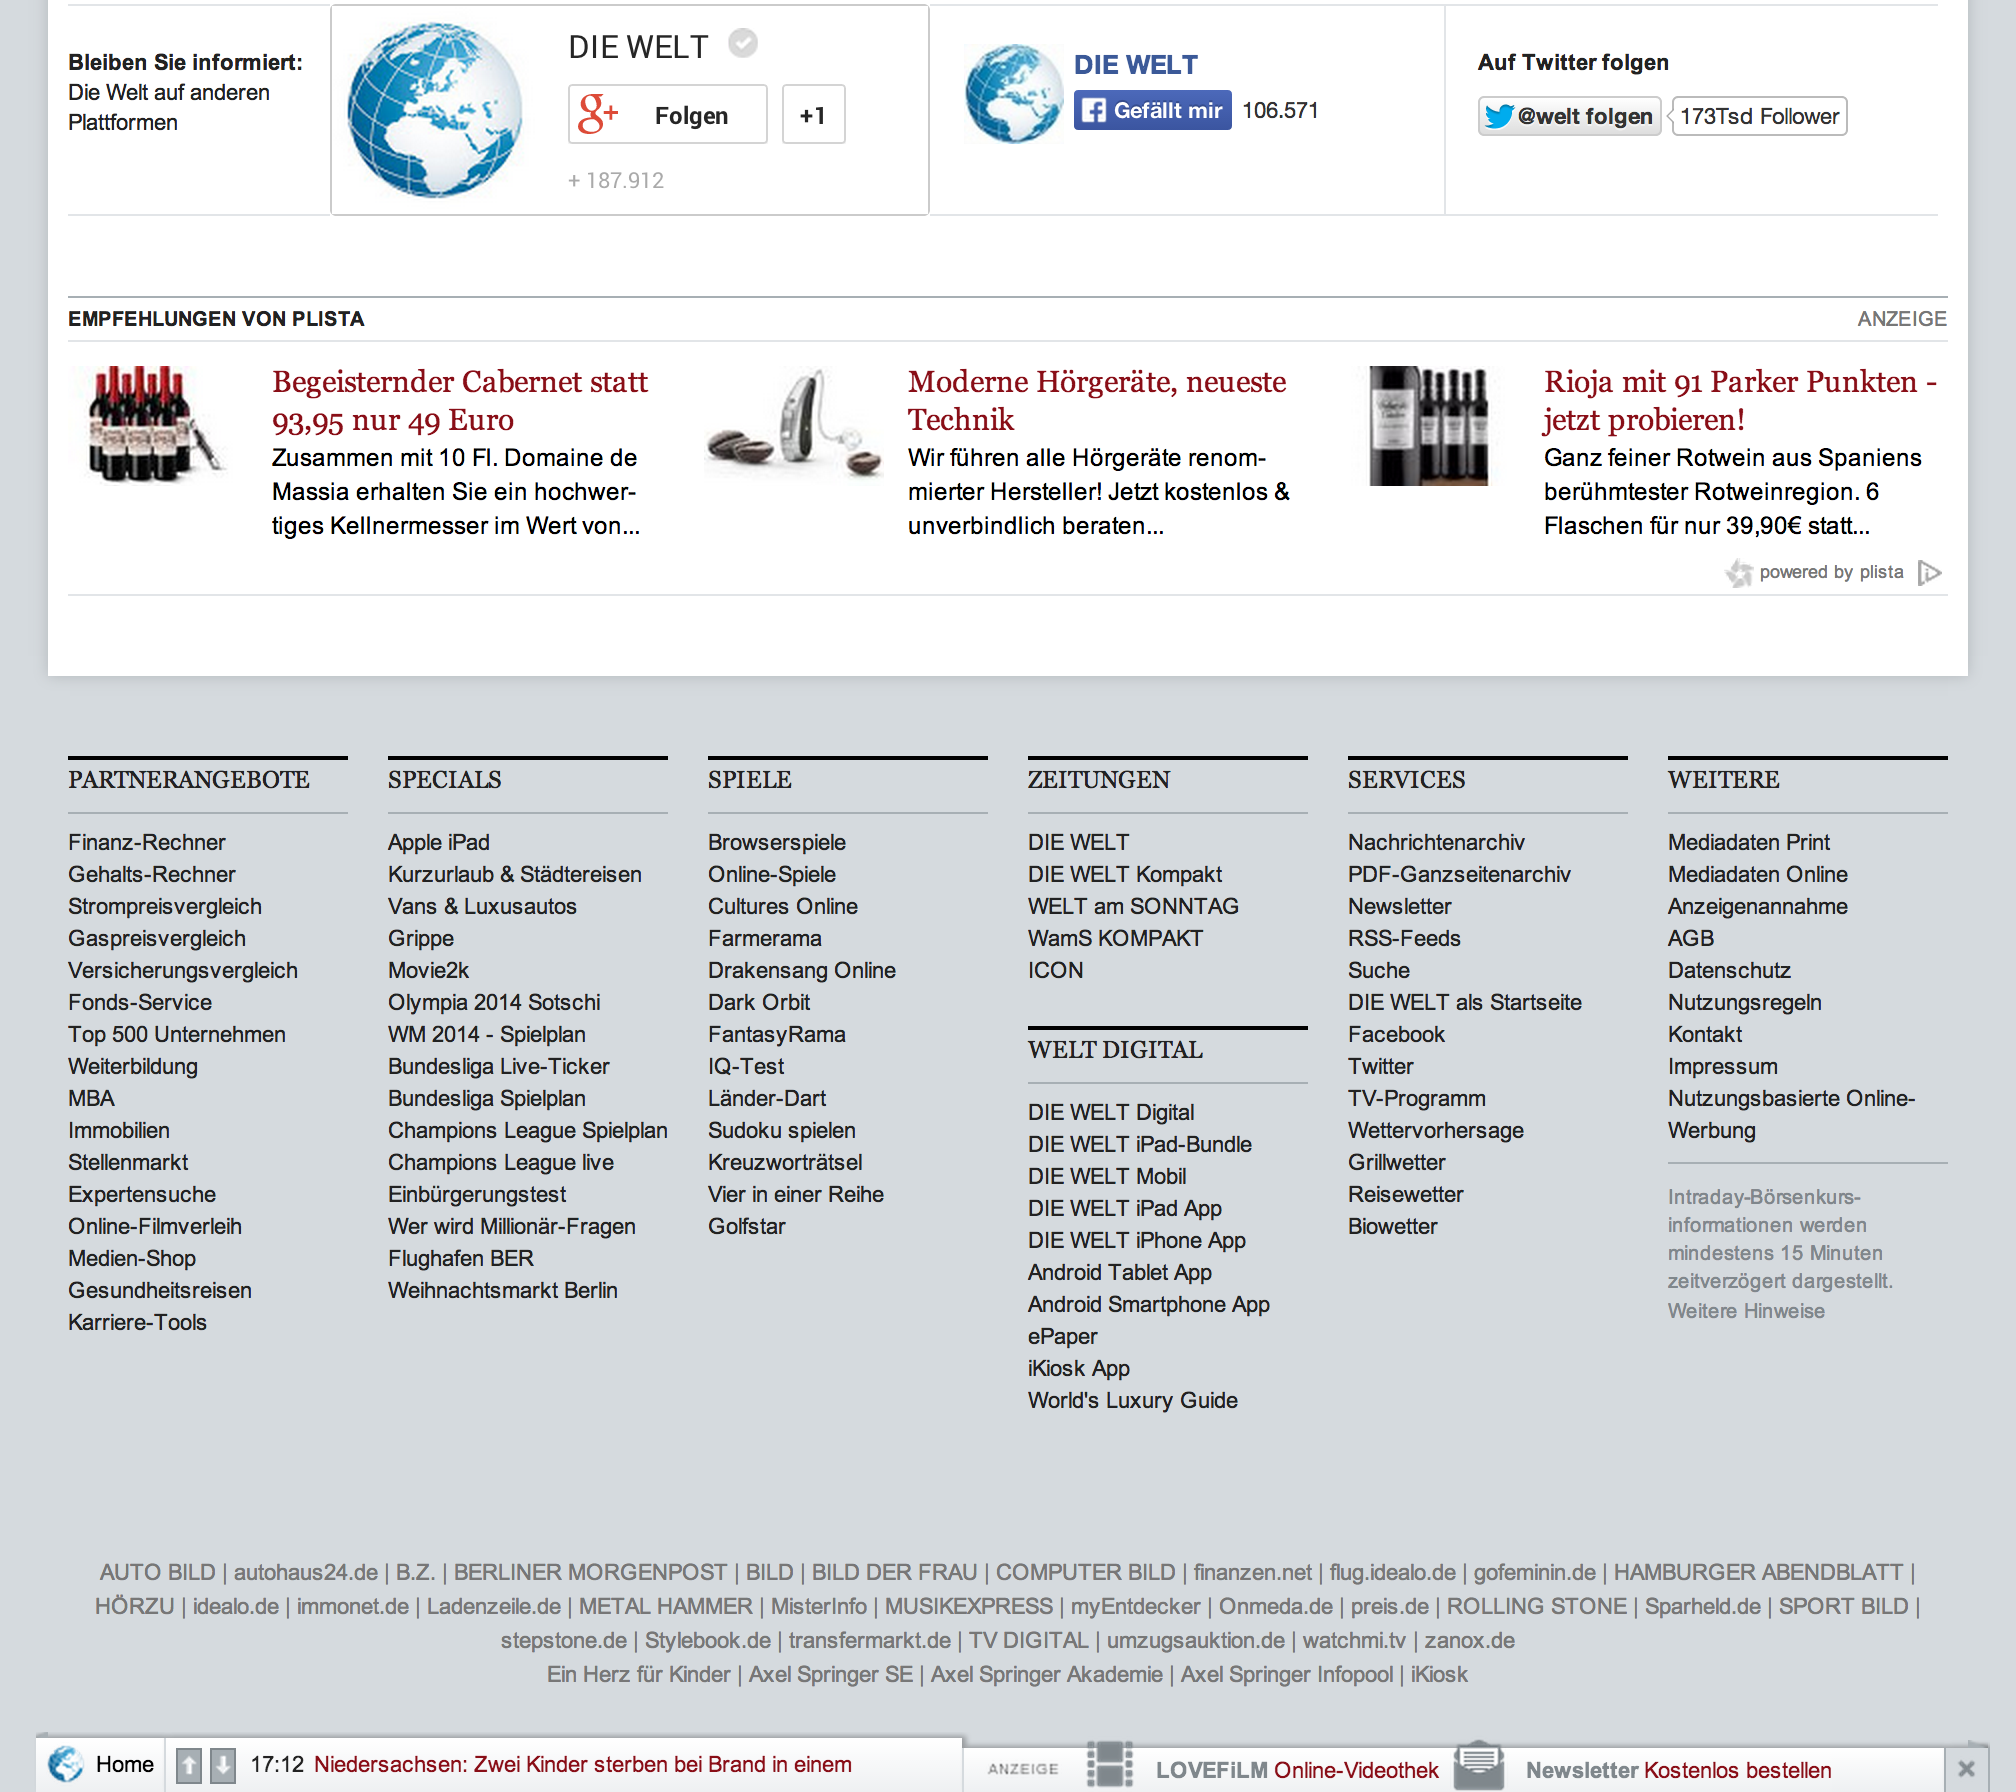 Bleiben Sie informiert:
Die Welt auf anderen
Plattformen
DIE WELT
g+ Folgen
+1
+ 187.912
DIE WELT
Gefällt mir 106.571
Auf Twitter folgen
@welt folgen 173Tsd Follower
EMPFEHLUNGEN VON PLISTA
ANZEIGE
Begeisternder Cabernet statt
93,95 nur 49 Euro
Zusammen mit 10 Fl. Domaine de
Massia erhalten Sie ein hochwer-
tiges Kellnermesser im Wert von...
Moderne Hörgeräte, neueste
Technik
Wir führen alle Hörgeräte renom-
mierter Hersteller! Jetzt kostenlos &
unverbindlich beraten...
Rioja mit 91 Parker Punkten -
jetzt probieren!
Ganz feiner Rotwein aus Spaniens
berühmtester Rotweinregion. 6
Flaschen für nur 39,90€ statt...
powered by plista
PARTNERANGEBOTE
Finanz-Rechner
Gehalts-Rechner
Strompreisvergleich
Gaspreisvergleich
Versicherungsvergleich
Fonds-Service
Top 500 Unternehmen
Weiterbildung
MBA
Immobilien
Stellenmarkt
Expertensuche
Online-Filmverleih
Medien-Shop
Gesundheitsreisen
Karriere-Tools
SPECIALS
Apple iPad
Kurzurlaub & Städtereisen
Vans & Luxusautos
Grippe
Movie2k
Olympia 2014 Sotschi
WM 2014 - Spielplan
Bundesliga Live-Ticker
Bundesliga Spielplan
Champions League Spielplan
Champions League live
Einbürgerungstest
Wer wird Millionär-Fragen
Flughafen BER
Weihnachtsmarkt Berlin
SPIELE
Browserspiele
Online-Spiele
Cultures Online
Farmerama
Drakensang Online
Dark Orbit
FantasyRama
IQ-Test
Länder-Dart
Sudoku spielen
Kreuzworträtsel
Vier in einer Reihe
Golfstar
ZEITUNGEN
DIE WELT
DIE WELT Kompakt
WELT am SONNTAG
WamS KOMPAKT
ICON
WELT DIGITAL
DIE WELT Digital
DIE WELT iPad-Bundle
DIE WELT Mobil
DIE WELT iPad App
DIE WELT iPhone App
Android Tablet App
Android Smartphone App
ePaper
iKiosk App
World's Luxury Guide
SERVICES
Nachrichtenarchiv
PDF-Ganzseitenarchiv
Newsletter
RSS-Feeds
Suche
DIE WELT als Startseite
Facebook
Twitter
TV-Programm
Wettervorhersage
Grillwetter
Reisewetter
Biowetter
WEITERE
Mediadaten Print
Mediadaten Online
Anzeigenannahme
AGB
Datenschutz
Nutzungsregeln
Kontakt
Impressum
Nutzungsbasierte Online-
Werbung
Intraday-Börsenkurs-
informationen werden
mindestens 15 Minuten
zeitverzögert dargestellt.
Weitere Hinweise
AUTO BILD | autohaus24.de | B.Z. | BERLINER MORGENPOST | BILD | BILD DER FRAU | COMPUTER BILD | finanzen.net | flug.idealo.de | gofeminin.de | HAMBURGER ABENDBLATT |
HÖRZU | idealo.de | immonet.de | Ladenzeile.de | METAL HAMMER | MisterInfo | MUSIKEXPRESS | myEntdecker | Onmeda.de | preis.de | ROLLING STONE | Sparheld.de | SPORT BILD |
stepstone.de | Stylebook.de | transfermarkt.de | TV DIGITAL | umzugsauktion.de | watchmi.tv | zanox.de
Ein Herz für Kinder | Axel Springer SE | Axel Springer Akademie | Axel Springer Infopool | iKiosk
Home 17:12 Niedersachsen: Zwei Kinder sterben bei Brand in einem
ANZEIGE LOVEFiLM Online-Videothek Newsletter Kostenlos bestellen